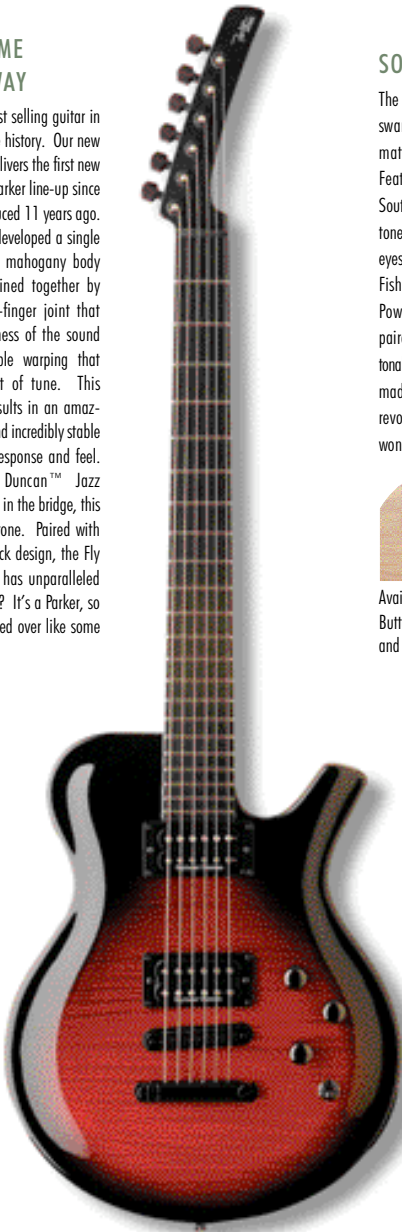 ME
WAY
st selling guitar in
history. Our new
livers the first new
arker line-up since
uced 11 years ago.
developed a single
mahogany body
ined together by
-finger joint that
ness of the sound
ple warping that
t of tune. This
sults in an amaz-
nd incredibly stable
esponse and feel.
Duncan™ Jazz
in the bridge, this
one. Paired with
ck design, the Fly
has unparalleled
? It's a Parker, so
ed over like some
SO
The
swa
mat
Feat
Sout
tone
eyes
Fish
Pow
pair
tona
mad
revo
won
Avai
Butt
and